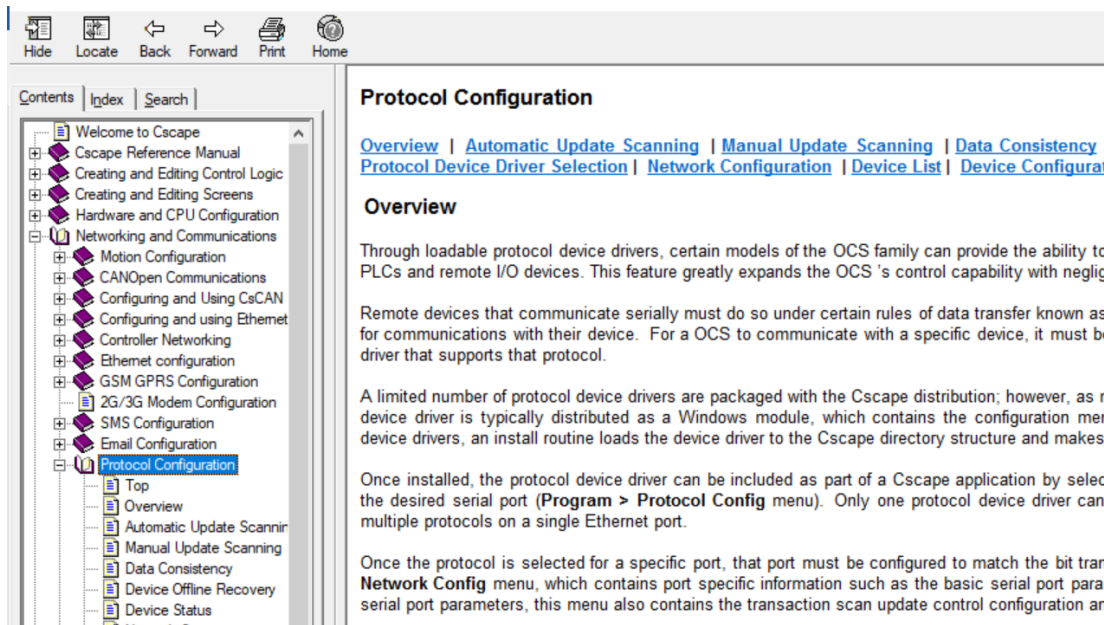 Hide Locate Back Forward Print Home
Contents Index Search
Welcome to Cscape
Cscape Reference Manual
Creating and Editing Control Logic
Creating and Editing Screens
Hardware and CPU Configuration
Networking and Communications
Motion Configuration
CANOpen Communications
Configuring and Using CsCAN
Configuring and using Ethernet
Controller Networking
Ethernet configuration
GSM GPRS Configuration
2G/3G Modem Configuration
SMS Configuration
Email Configuration
Protocol Configuration
Top
Overview
Automatic Update Scannin
Manual Update Scanning
Data Consistency
Device Offline Recovery
Device Status
Protocol Configuration
Overview | Automatic Update Scanning | Manual Update Scanning | Data Consistency
Protocol Device Driver Selection | Network Configuration | Device List | Device Configurat
Overview
Through loadable protocol device drivers, certain models of the OCS family can provide the ability to
PLCs and remote I/O devices. This feature greatly expands the OCS 's control capability with neglig
Remote devices that communicate serially must do so under certain rules of data transfer known as
for communications with their device. For a OCS to communicate with a specific device, it must be
driver that supports that protocol.
A limited number of protocol device drivers are packaged with the Cscape distribution; however, as
device driver is typically distributed as a Windows module, which contains the configuration
device drivers, an install routine loads the device driver to the Cscape directory structure and makes
Once installed, the protocol device driver can be included as part of a Cscape application by selec
the desired serial port (Program > Protocol Config menu). Only one protocol device driver can
multiple protocols on a single Ethernet port.
Once the protocol is selected for a specific port, that port must be configured to match the bit tran
Network Config menu, which contains port specific information such as the basic serial port para
serial port parameters, this menu also contains the transaction scan update control configuration